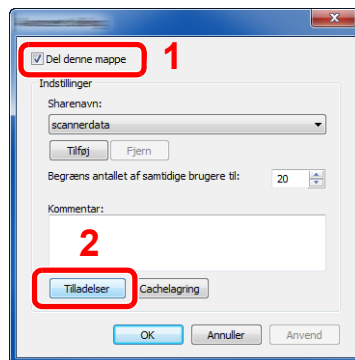 Del denne mappe
1
Indstillinger
Sharenavn:
scannerdata
Tilføj Fjern
Begræns antallet af samtidige brugere til: 20
Kommentar:
2
Tilladelser Cachelagring
OK Annuller Anvend